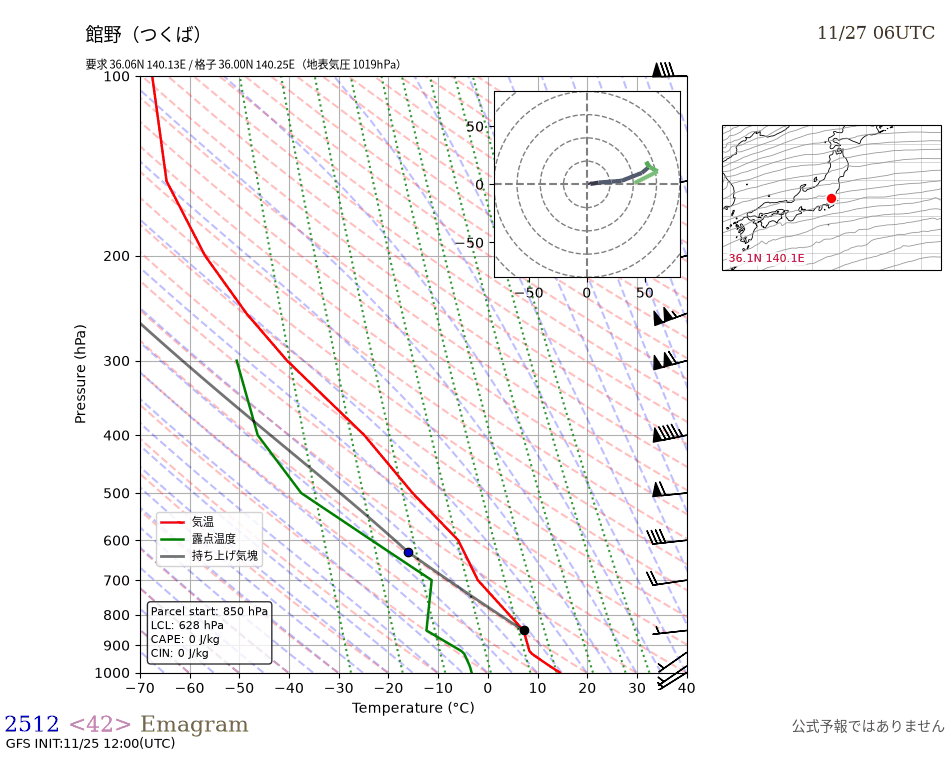 館野（つくば）
11/27 06UTC
要求 36.06N 140.13E / 格子 36.00N 140.25E（地表気圧 1019hPa）
100
200
300
400
500
600
700
800
900
1000
Pressure (hPa)
50
0
−50
−50 0 50
36.1N 140.1E
気温
露点温度
持ち上げ気塊
Parcel start: 850 hPa
LCL: 628 hPa
CAPE: 0 J/kg
CIN: 0 J/kg
−70 −60 −50 −40 −30 −20 −10 0 10 20 30 40
Temperature (°C)
2512 <42> Emagram
公式予報ではありません
GFS INIT:11/25 12:00(UTC)